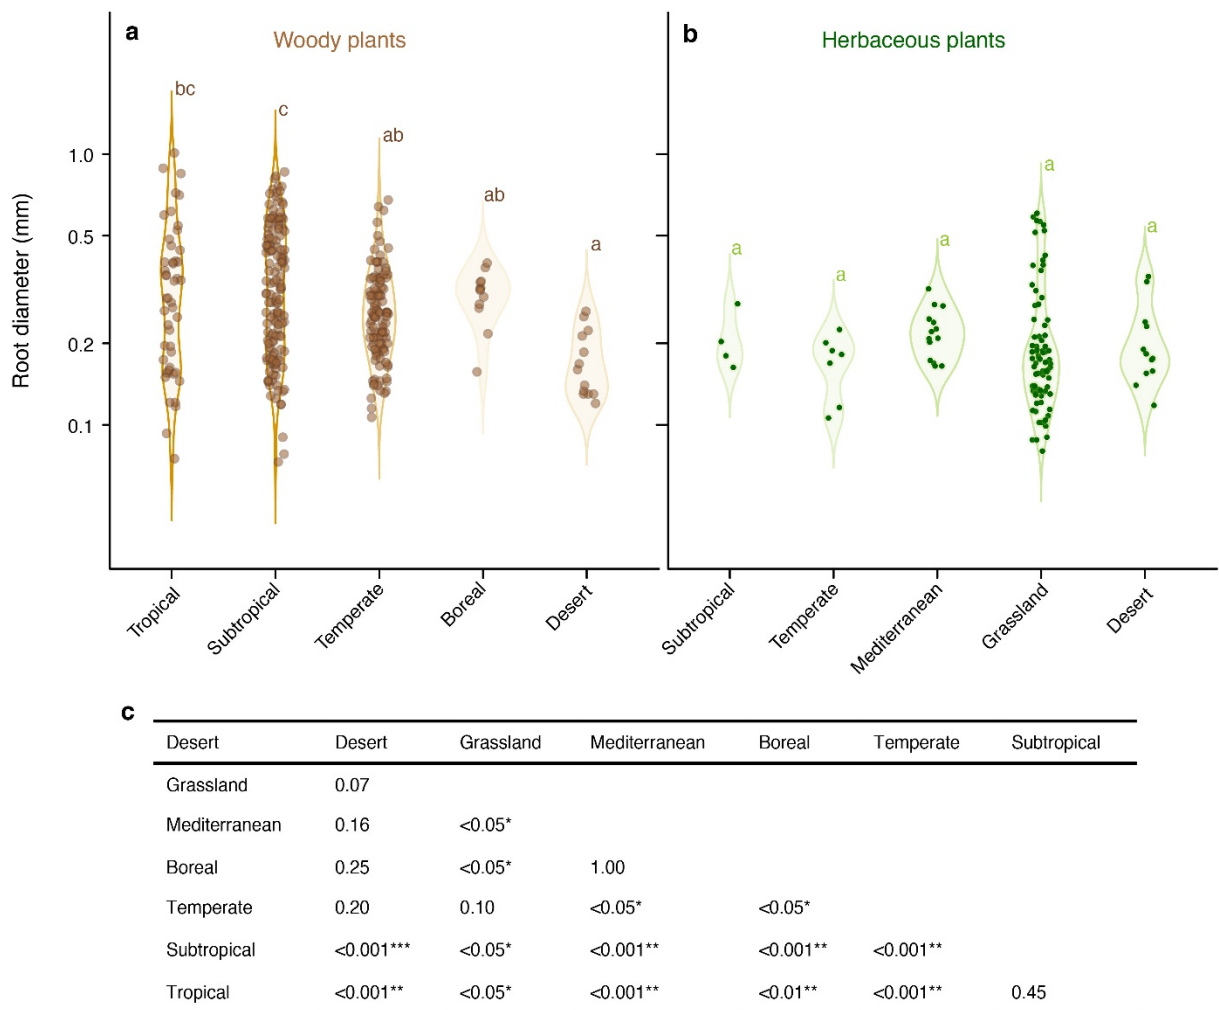 a
Woody plants
bc
c
ab
ab
a
Root diameter (mm)
1.0
0.5
0.2
0.1
Tropical
Subtropical
Temperate
Boreal
Desert
b
Herbaceous plants
a
a
a
a
a
Subtropical
Temperate
Mediterranean
Grassland
Desert
c
Desert Desert Grassland Mediterranean Boreal Temperate Subtropical
Grassland 0.07
Mediterranean 0.16 <0.05*
Boreal 0.25 <0.05* 1.00
Temperate 0.20 0.10 <0.05* <0.05*
Subtropical <0.001*** <0.05* <0.001** <0.001** <0.001**
Tropical <0.001** <0.05* <0.001** <0.01** <0.001** 0.45